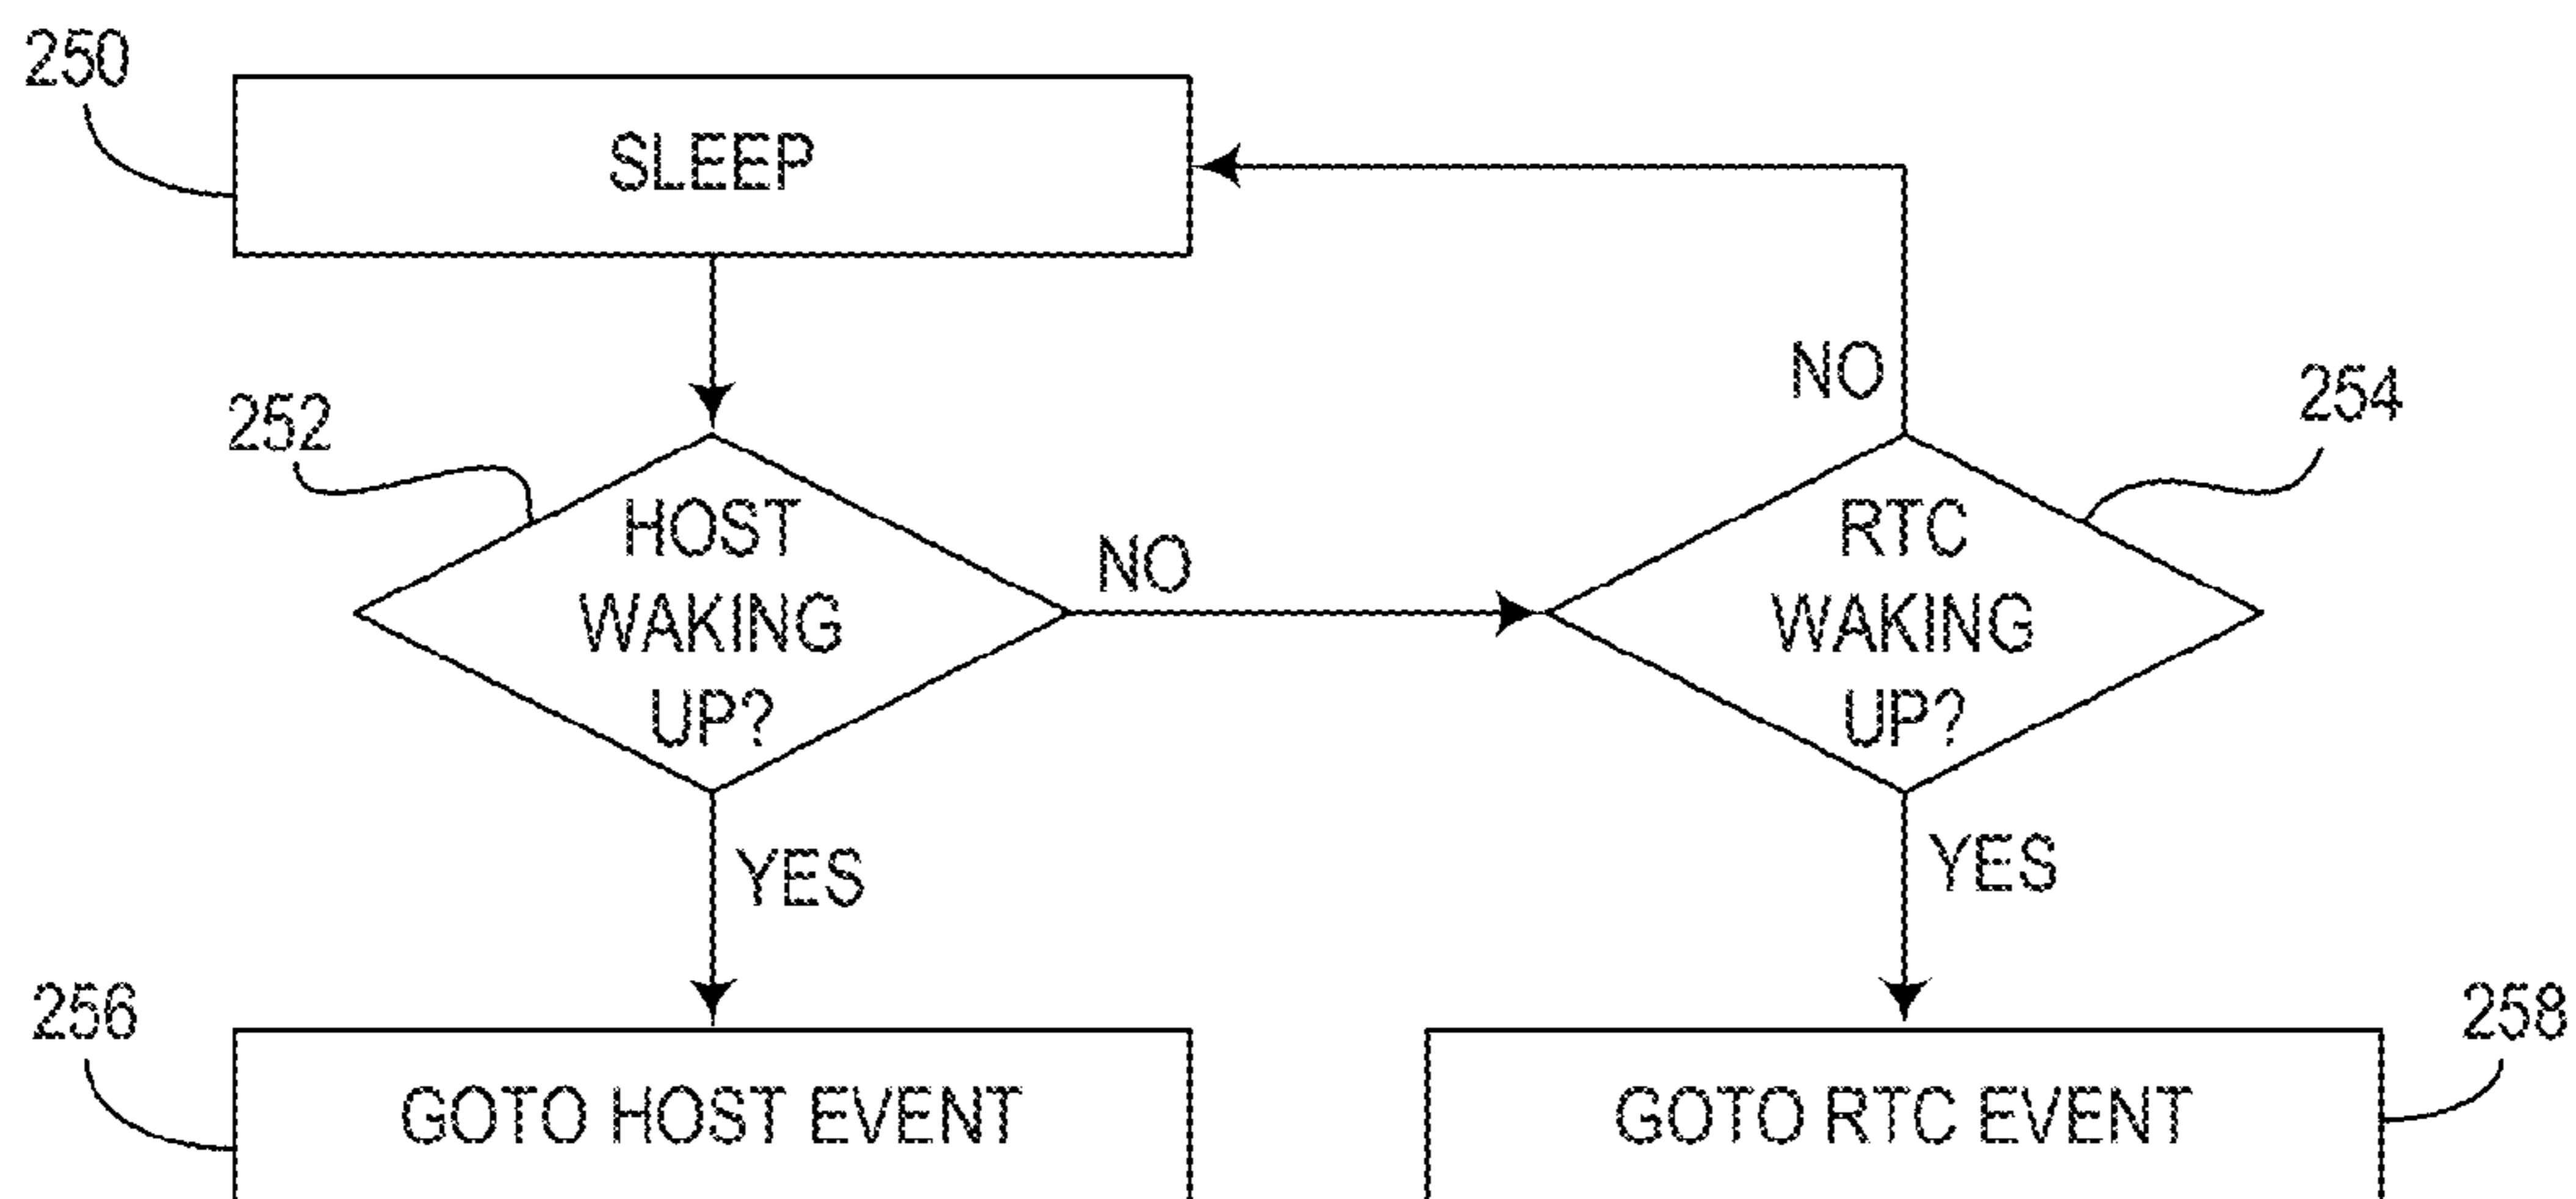 250
SLEEP
252
HOST
WAKING
UP?
NO
254
RTC
WAKING
UP?
NO
YES
YES
256
GOTO HOST EVENT
258
GOTO RTC EVENT